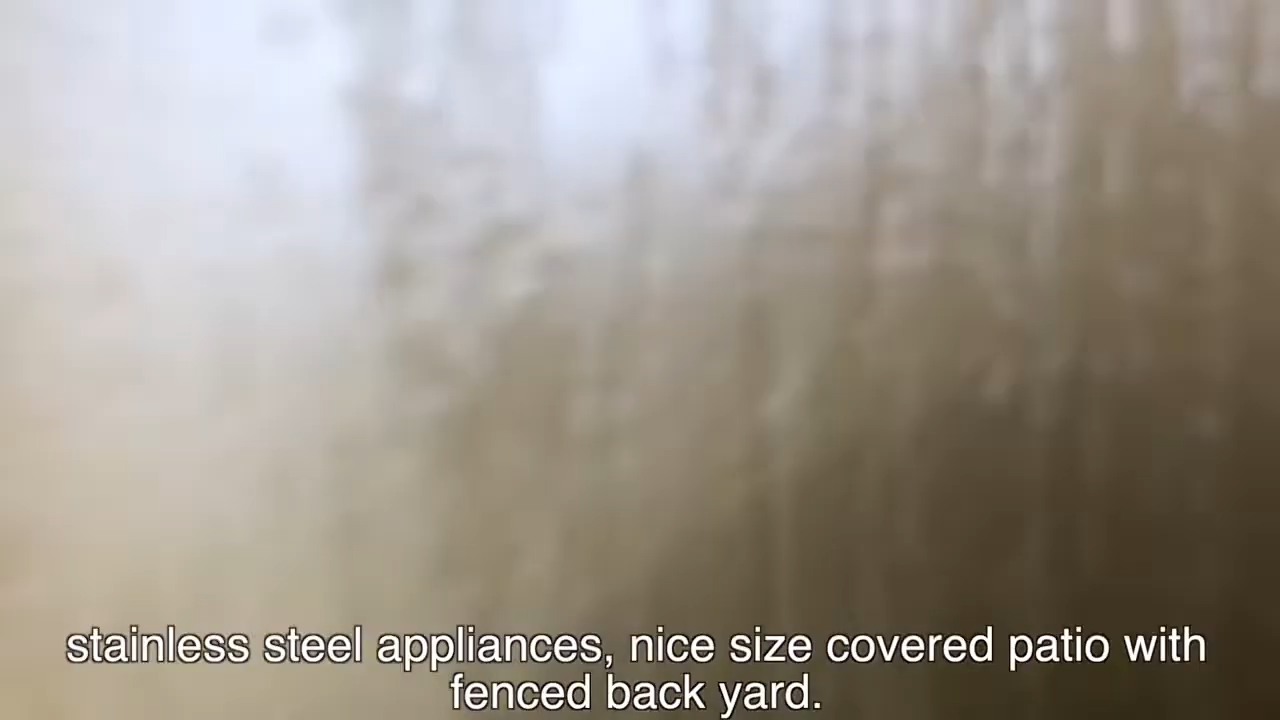 stainless steel appliances, nice size covered patio with
fenced back yard.